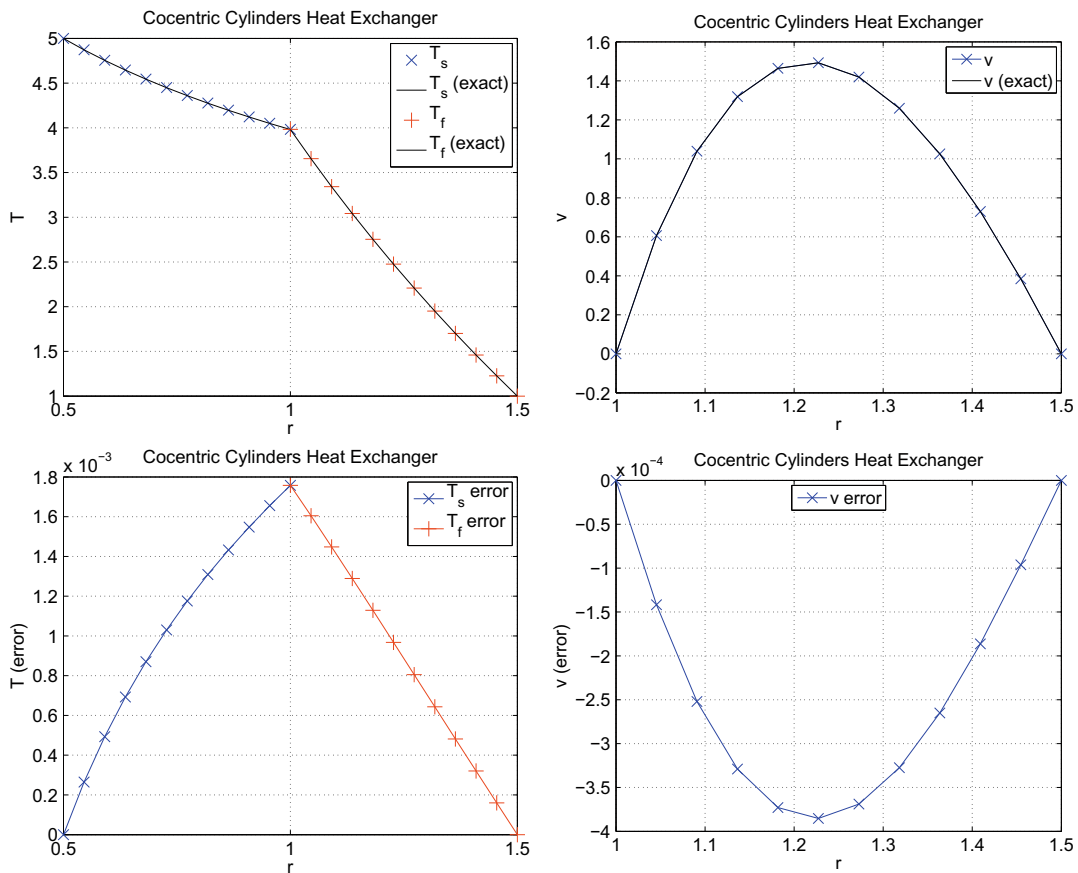 Cocentric Cylinders Heat Exchanger
5
4.5
4
3.5
3
2.5
2
1.5
1
T
0.5
1
1.5
r
T_s
T_s (exact)
T_f
T_f (exact)
Cocentric Cylinders Heat Exchanger
1.6
1.4
1.2
1
0.8
0.6
0.4
0.2
0
−0.2
v
1
1.1
1.2
1.3
1.4
1.5
r
v
v (exact)
Cocentric Cylinders Heat Exchanger
x 10⁻³
1.8
1.6
1.4
1.2
1
0.8
0.6
0.4
0.2
0
T (error)
0.5
1
1.5
r
T_s error
T_f error
Cocentric Cylinders Heat Exchanger
x 10⁻⁴
0
−0.5
−1
−1.5
−2
−2.5
−3
−3.5
−4
v (error)
1
1.1
1.2
1.3
1.4
1.5
r
v error